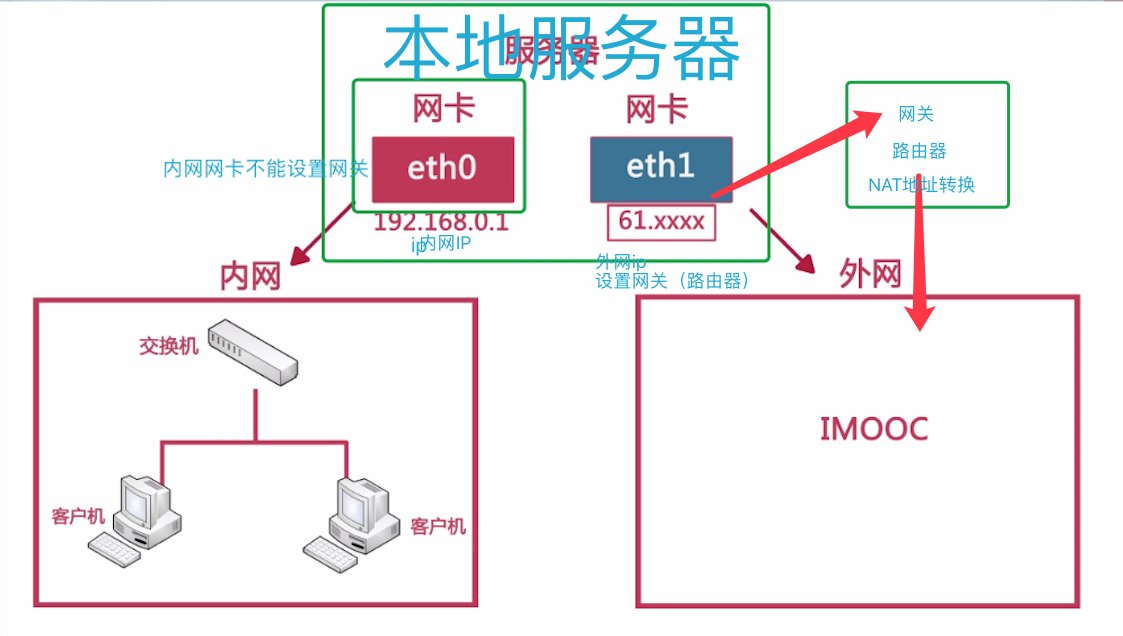 本地服务器
服务器
网卡
网卡
eth0
eth1
内网网卡不能设置网关
192.168.0.1
61.xxxx
ip内网IP
外网ip
设置网关（路由器）
网关
路由器
NAT地址转换
内网
外网
交换机
客户机
客户机
IMOOC